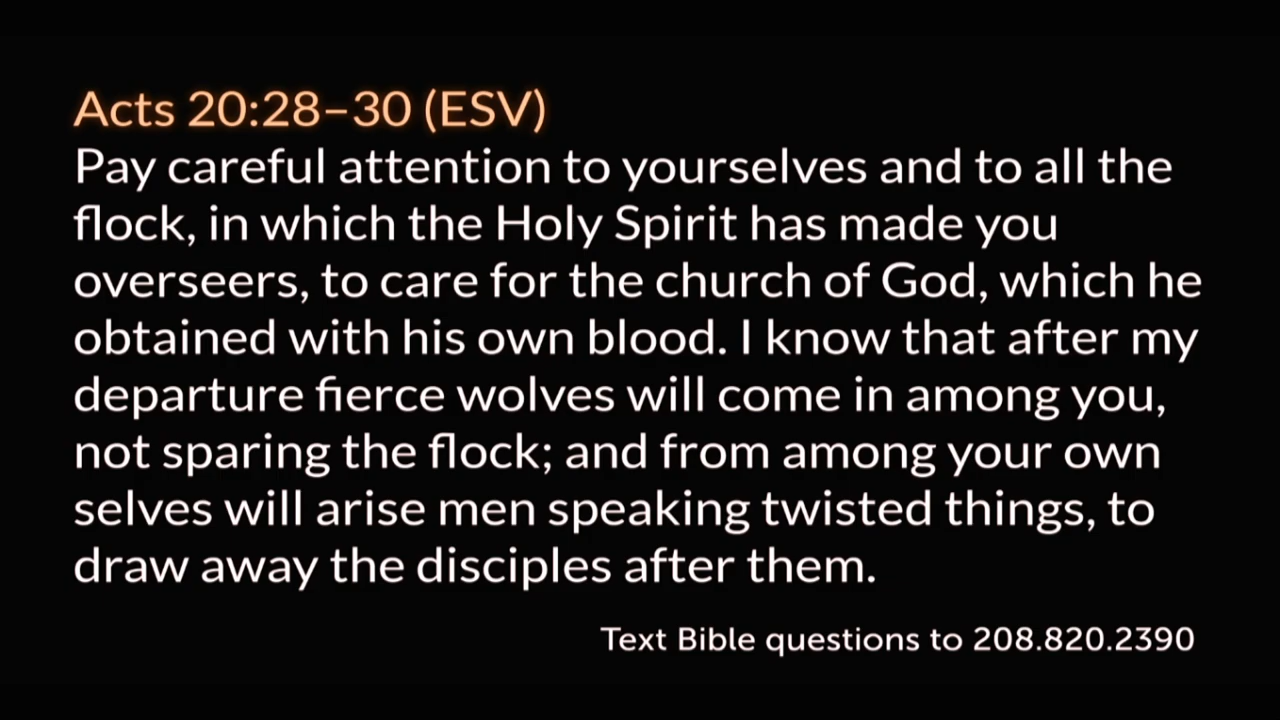 Acts 20:28–30 (ESV)
Pay careful attention to yourselves and to all the
flock, in which the Holy Spirit has made you
overseers, to care for the church of God, which he
obtained with his own blood. I know that after my
departure fierce wolves will come in among you,
not sparing the flock; and from among your own
selves will arise men speaking twisted things, to
draw away the disciples after them.
Text Bible questions to 208.820.2390